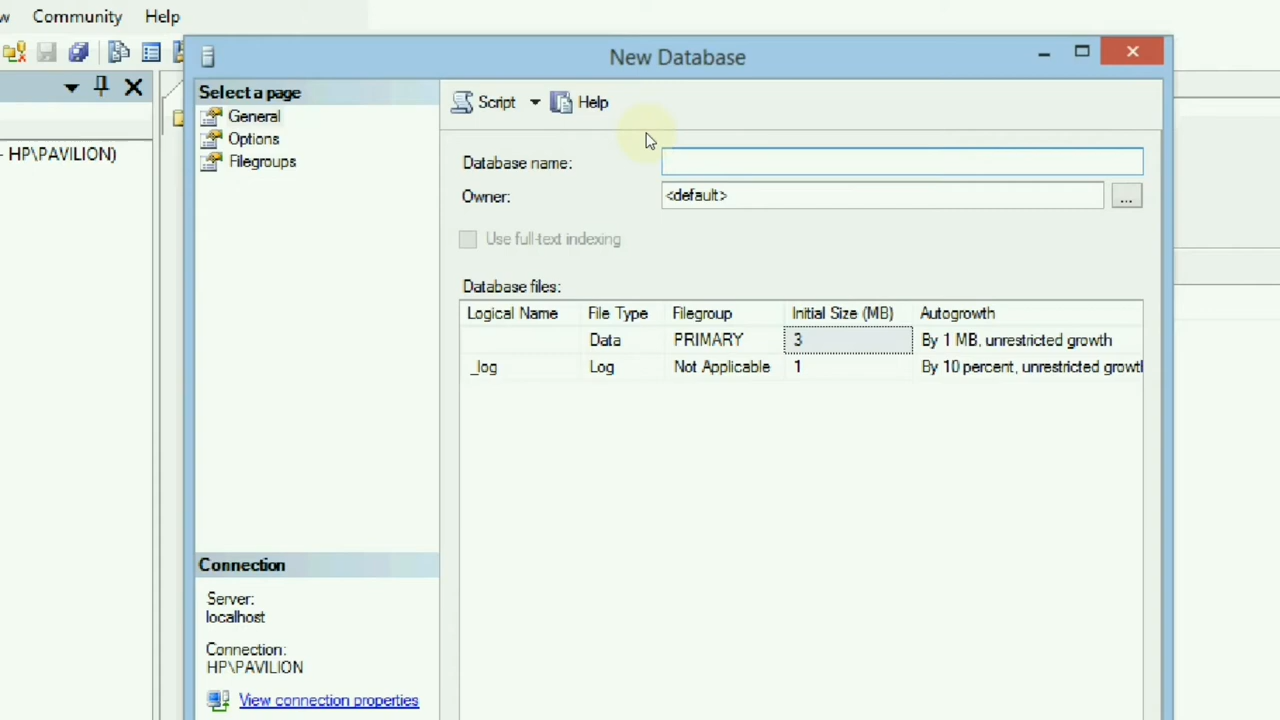 Community Help
New Database
Select a page
General
Options
Filegroups
Script Help
- HP\PAVILION)
Database name:
Owner: <default> ...
Use full-text indexing
Database files:
Logical Name File Type Filegroup Initial Size (MB) Autogrowth
Data PRIMARY 3 By 1 MB, unrestricted growth
_log Log Not Applicable 1 By 10 percent, unrestricted growt
Connection
Server:
localhost
Connection:
HP\PAVILION
View connection properties